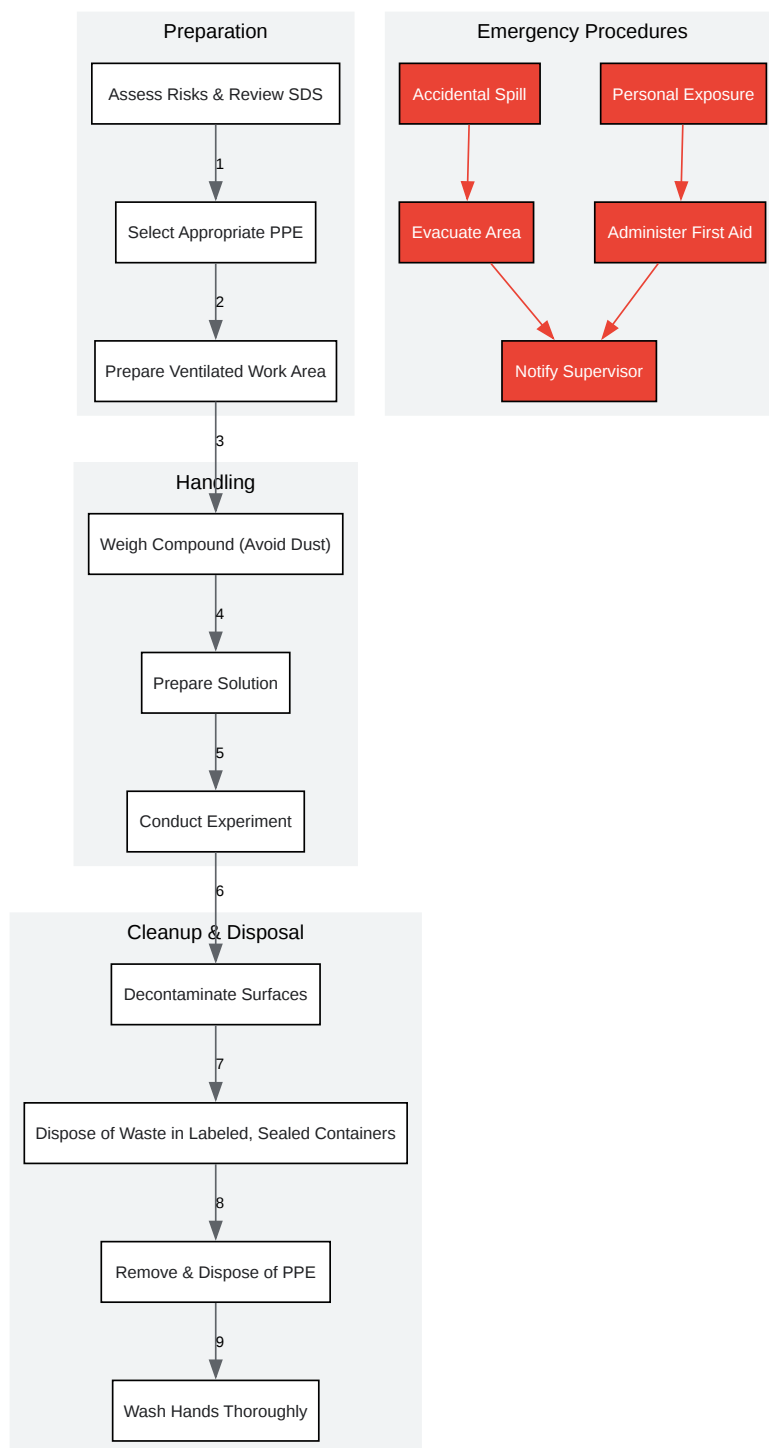 Preparation
Assess Risks & Review SDS
1
Select Appropriate PPE
2
Prepare Ventilated Work Area
3
Handling
Weigh Compound (Avoid Dust)
4
Prepare Solution
5
Conduct Experiment
6
Cleanup & Disposal
Decontaminate Surfaces
7
Dispose of Waste in Labeled, Sealed Containers
8
Remove & Dispose of PPE
9
Wash Hands Thoroughly
Emergency Procedures
Accidental Spill
Personal Exposure
Evacuate Area
Administer First Aid
Notify Supervisor